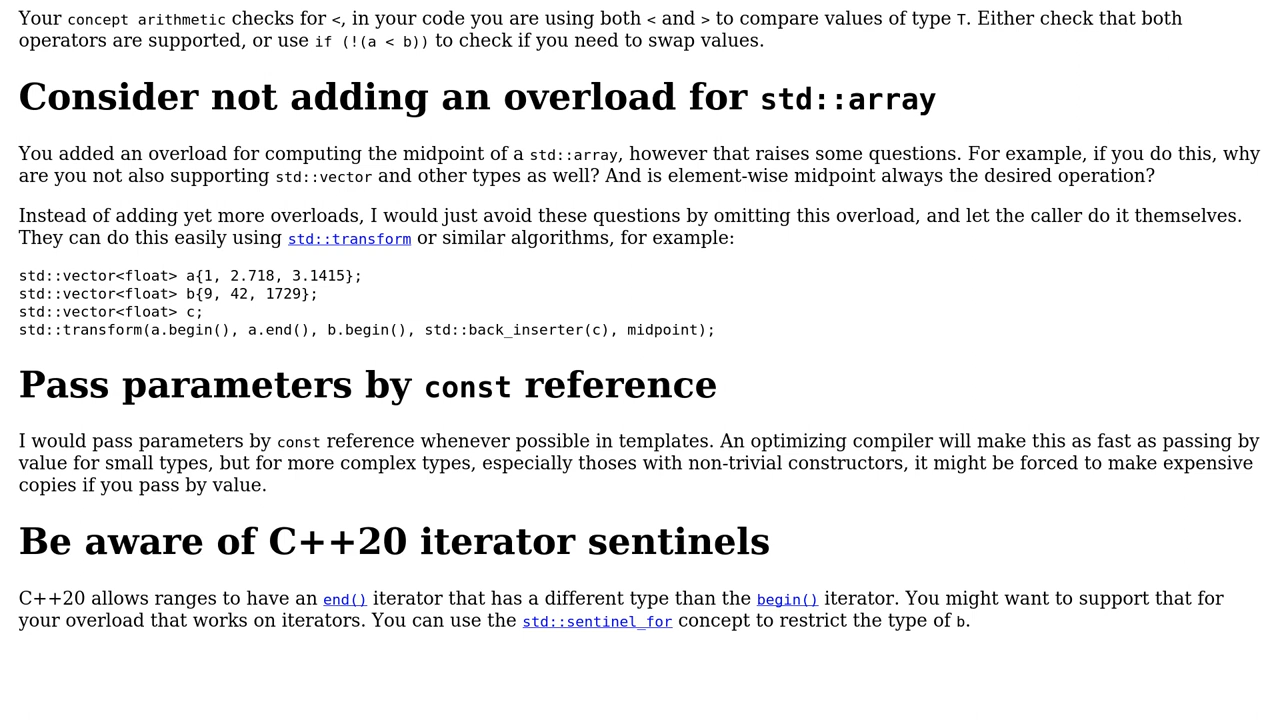 Your concept arithmetic checks for <, in your code you are using both < and > to compare values of type T. Either check that both
operators are supported, or use if (!(a < b)) to check if you need to swap values.
Consider not adding an overload for std::array
You added an overload for computing the midpoint of a std::array, however that raises some questions. For example, if you do this, why
are you not also supporting std::vector and other types as well? And is element-wise midpoint always the desired operation?
Instead of adding yet more overloads, I would just avoid these questions by omitting this overload, and let the caller do it themselves.
They can do this easily using std::transform or similar algorithms, for example:
std::vector<float> a{1, 2.718, 3.1415};
std::vector<float> b{9, 42, 1729};
std::vector<float> c;
std::transform(a.begin(), a.end(), b.begin(), std::back_inserter(c), midpoint);
Pass parameters by const reference
I would pass parameters by const reference whenever possible in templates. An optimizing compiler will make this as fast as passing by
value for small types, but for more complex types, especially thoses with non-trivial constructors, it might be forced to make expensive
copies if you pass by value.
Be aware of C++20 iterator sentinels
C++20 allows ranges to have an end() iterator that has a different type than the begin() iterator. You might want to support that for
your overload that works on iterators. You can use the std::sentinel_for concept to restrict the type of b.